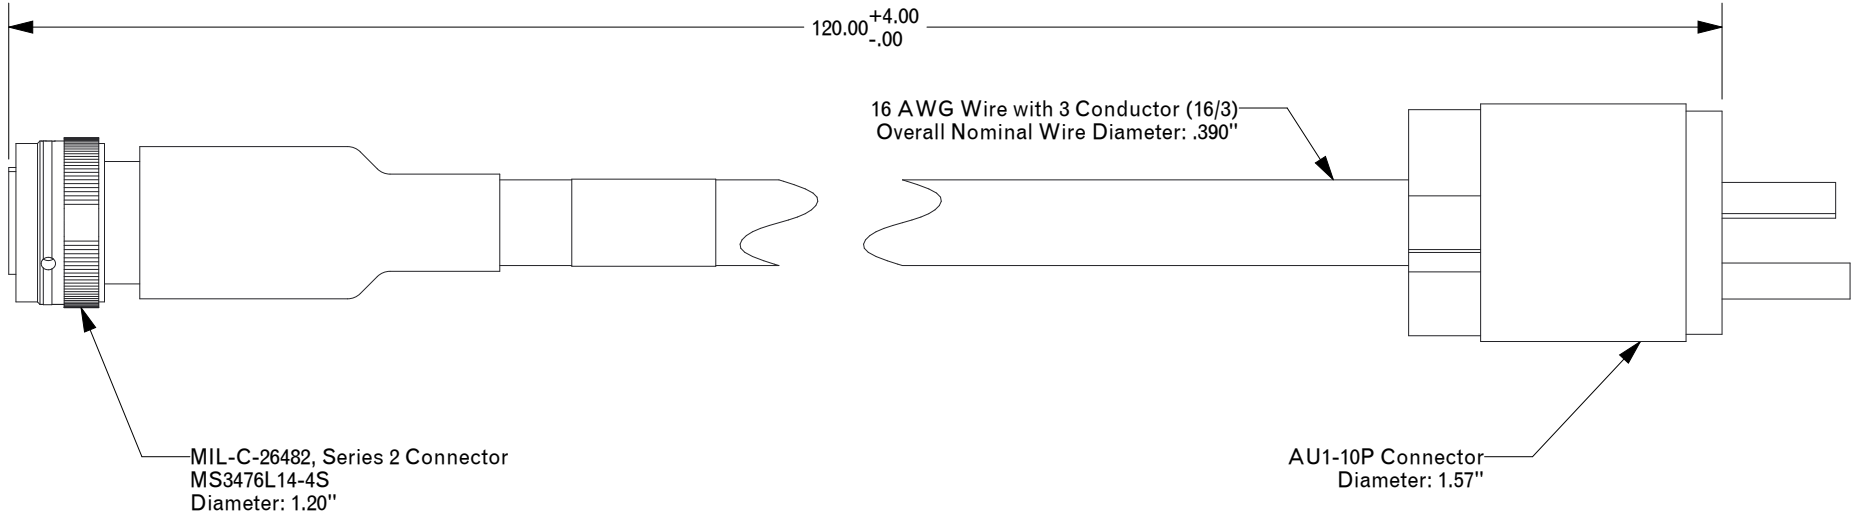 120.00 +4.00
-.00
16 AWG Wire with 3 Conductor (16/3)
Overall Nominal Wire Diameter: .390"
MIL-C-26482, Series 2 Connector
MS3476L14-4S
Diameter: 1.20"
AU1-10P Connector
Diameter: 1.57"